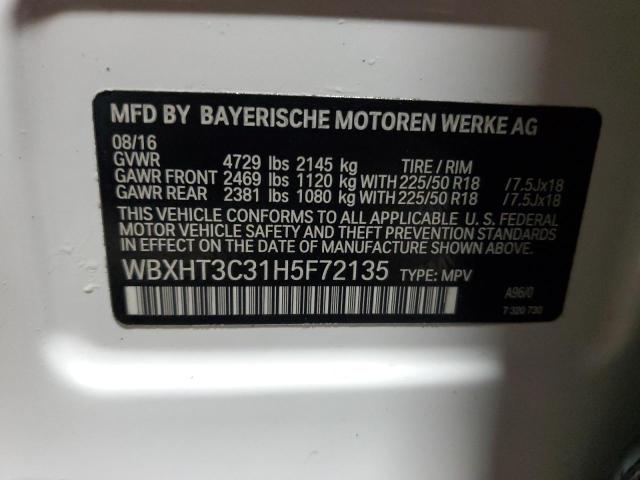 MFD BY BAYERISCHE MOTOREN WERKE AG
08/16
GVWR 4729 lbs 2145 kg TIRE / RIM
GAWR FRONT 2469 lbs 1120 kg WITH 225/50 R18 /7.5Jx18
GAWR REAR 2381 lbs 1080 kg WITH 225/50 R18 /7.5Jx18
THIS VEHICLE CONFORMS TO ALL APPLICABLE U. S. FEDERAL
MOTOR VEHICLE SAFETY AND THEFT PREVENTION STANDARDS
IN EFFECT ON THE DATE OF MANUFACTURE SHOWN ABOVE.
WBXHT3C31H5F72135 TYPE: MPV
A96/0
7 320 730